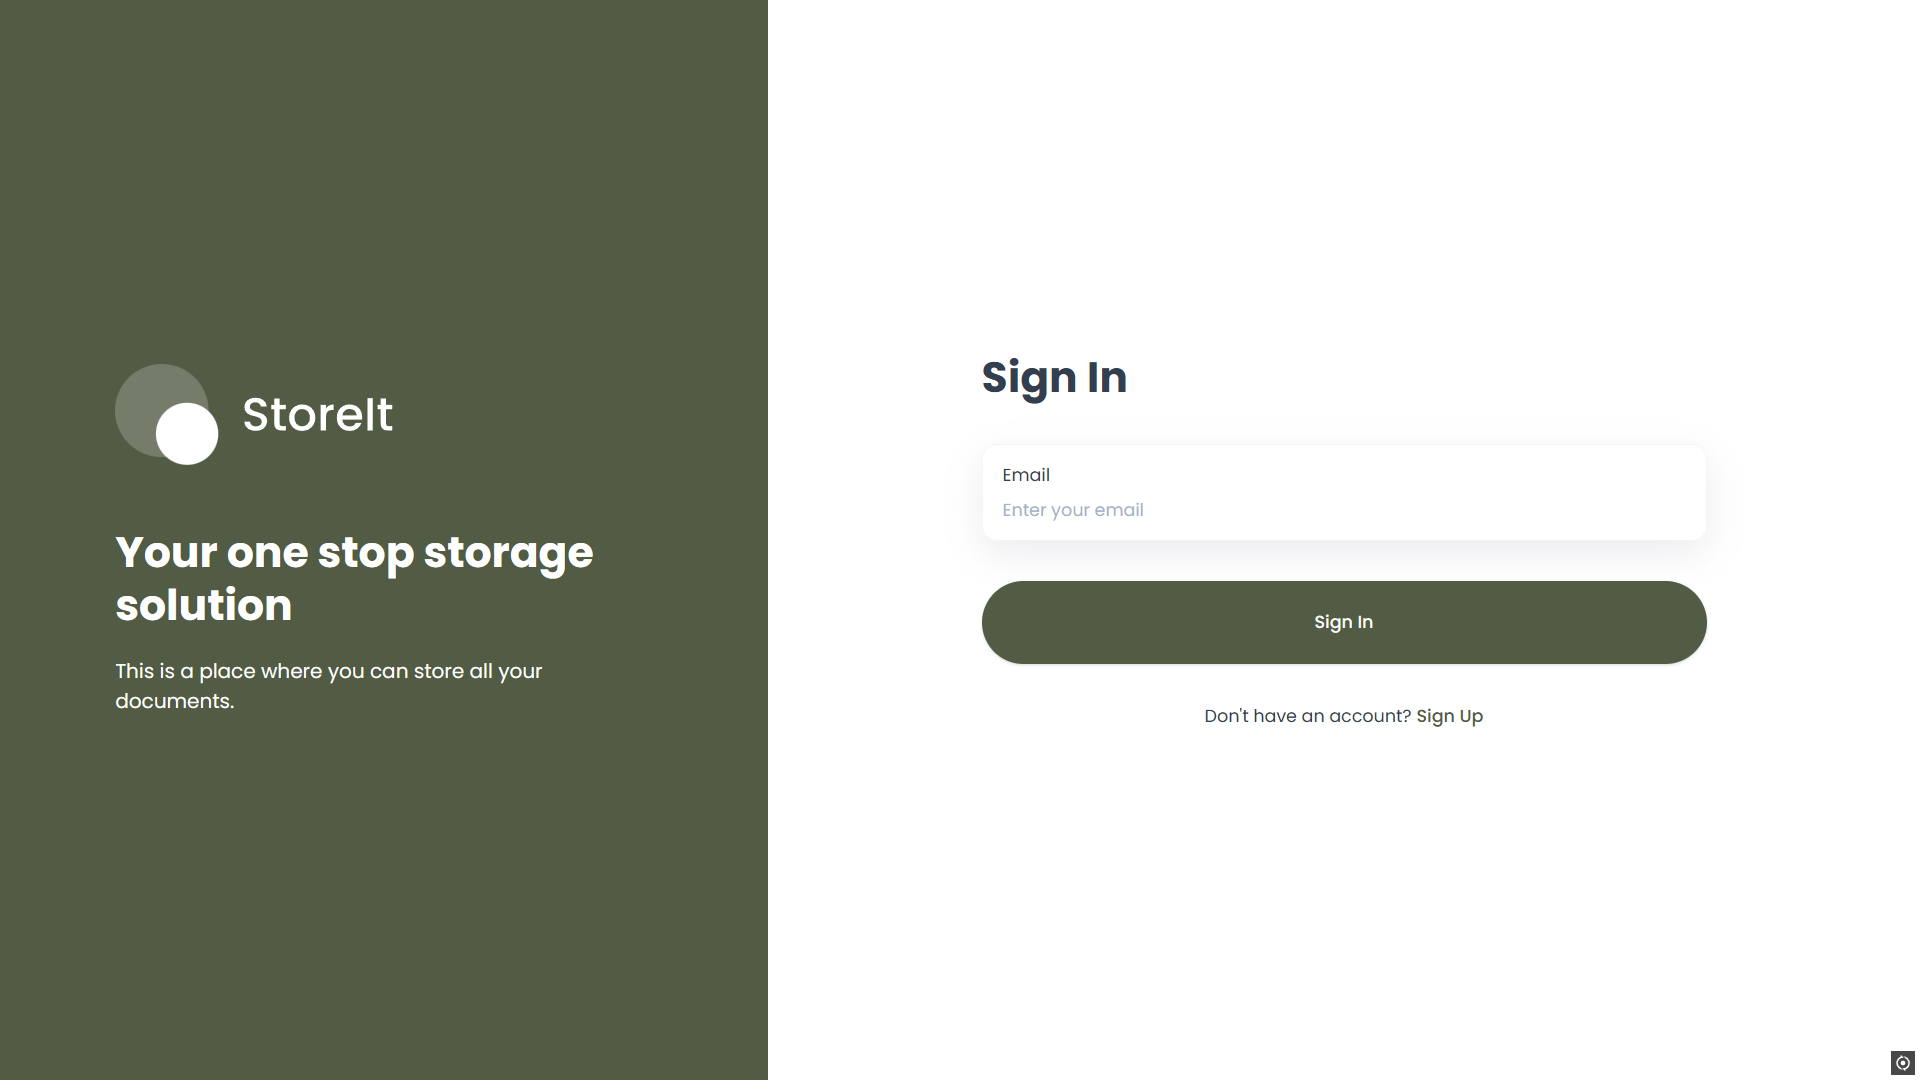 StoreIt
Your one stop storage
solution
This is a place where you can store all your
documents.
Sign In
Email
Enter your email
Sign In
Don't have an account? Sign Up